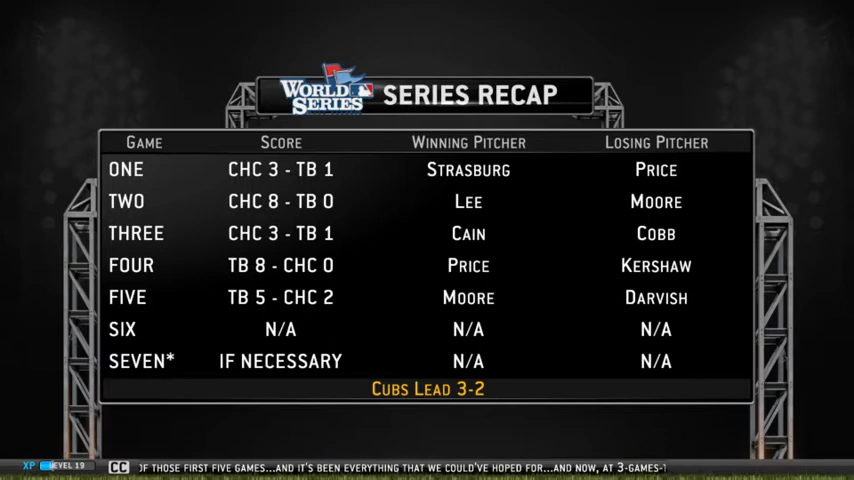 WORLD SERIES SERIES RECAP
GAME SCORE WINNING PITCHER LOSING PITCHER
ONE CHC 3 - TB 1 STRASBURG PRICE
TWO CHC 8 - TB 0 LEE MOORE
THREE CHC 3 - TB 1 CAIN COBB
FOUR TB 8 - CHC 0 PRICE KERSHAW
FIVE TB 5 - CHC 2 MOORE DARVISH
SIX N/A N/A N/A
SEVEN* IF NECESSARY N/A N/A
CUBS LEAD 3-2
XP LEVEL 19 CC OF THOSE FIRST FIVE GAMES...AND IT'S BEEN EVERYTHING THAT WE COULD'VE HOPED FOR...AND NOW, AT 3-GAMES-